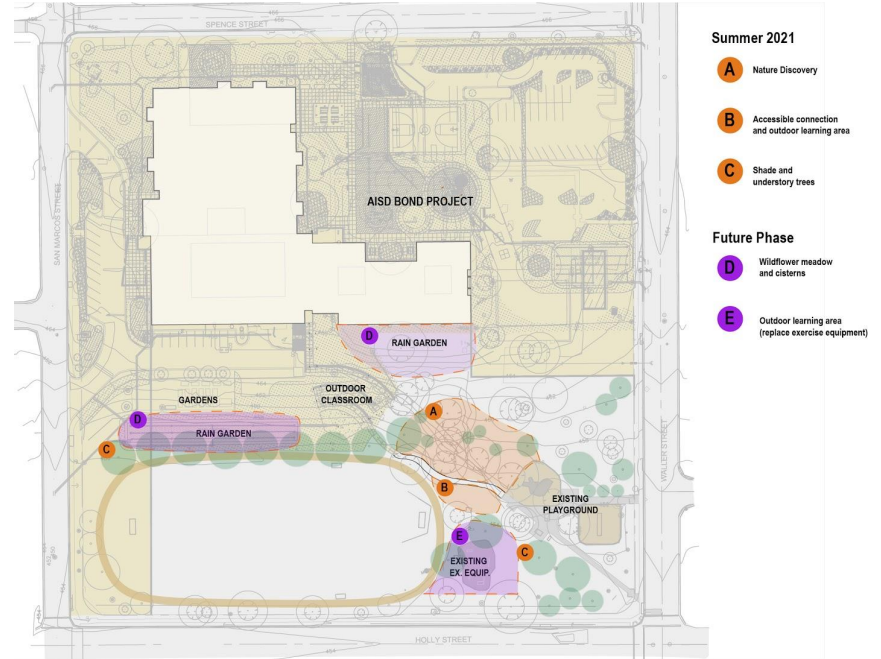 SPENCE STREET
Summer 2021
A
Nature Discovery
B
Accessible connection
and outdoor learning area
C
Shade and
understory trees
Future Phase
D
Wildflower meadow
and cisterns
E
Outdoor learning area
(replace exercise equipment)
SAN MARCOS STREET
AISD BOND PROJECT
D
RAIN GARDEN
OUTDOOR
CLASSROOM
GARDENS
A
D
RAIN GARDEN
C
B
EXISTING
PLAYGROUND
WALLER STREET
E
C
EXISTING
EX. EQUIP.
HOLLY STREET